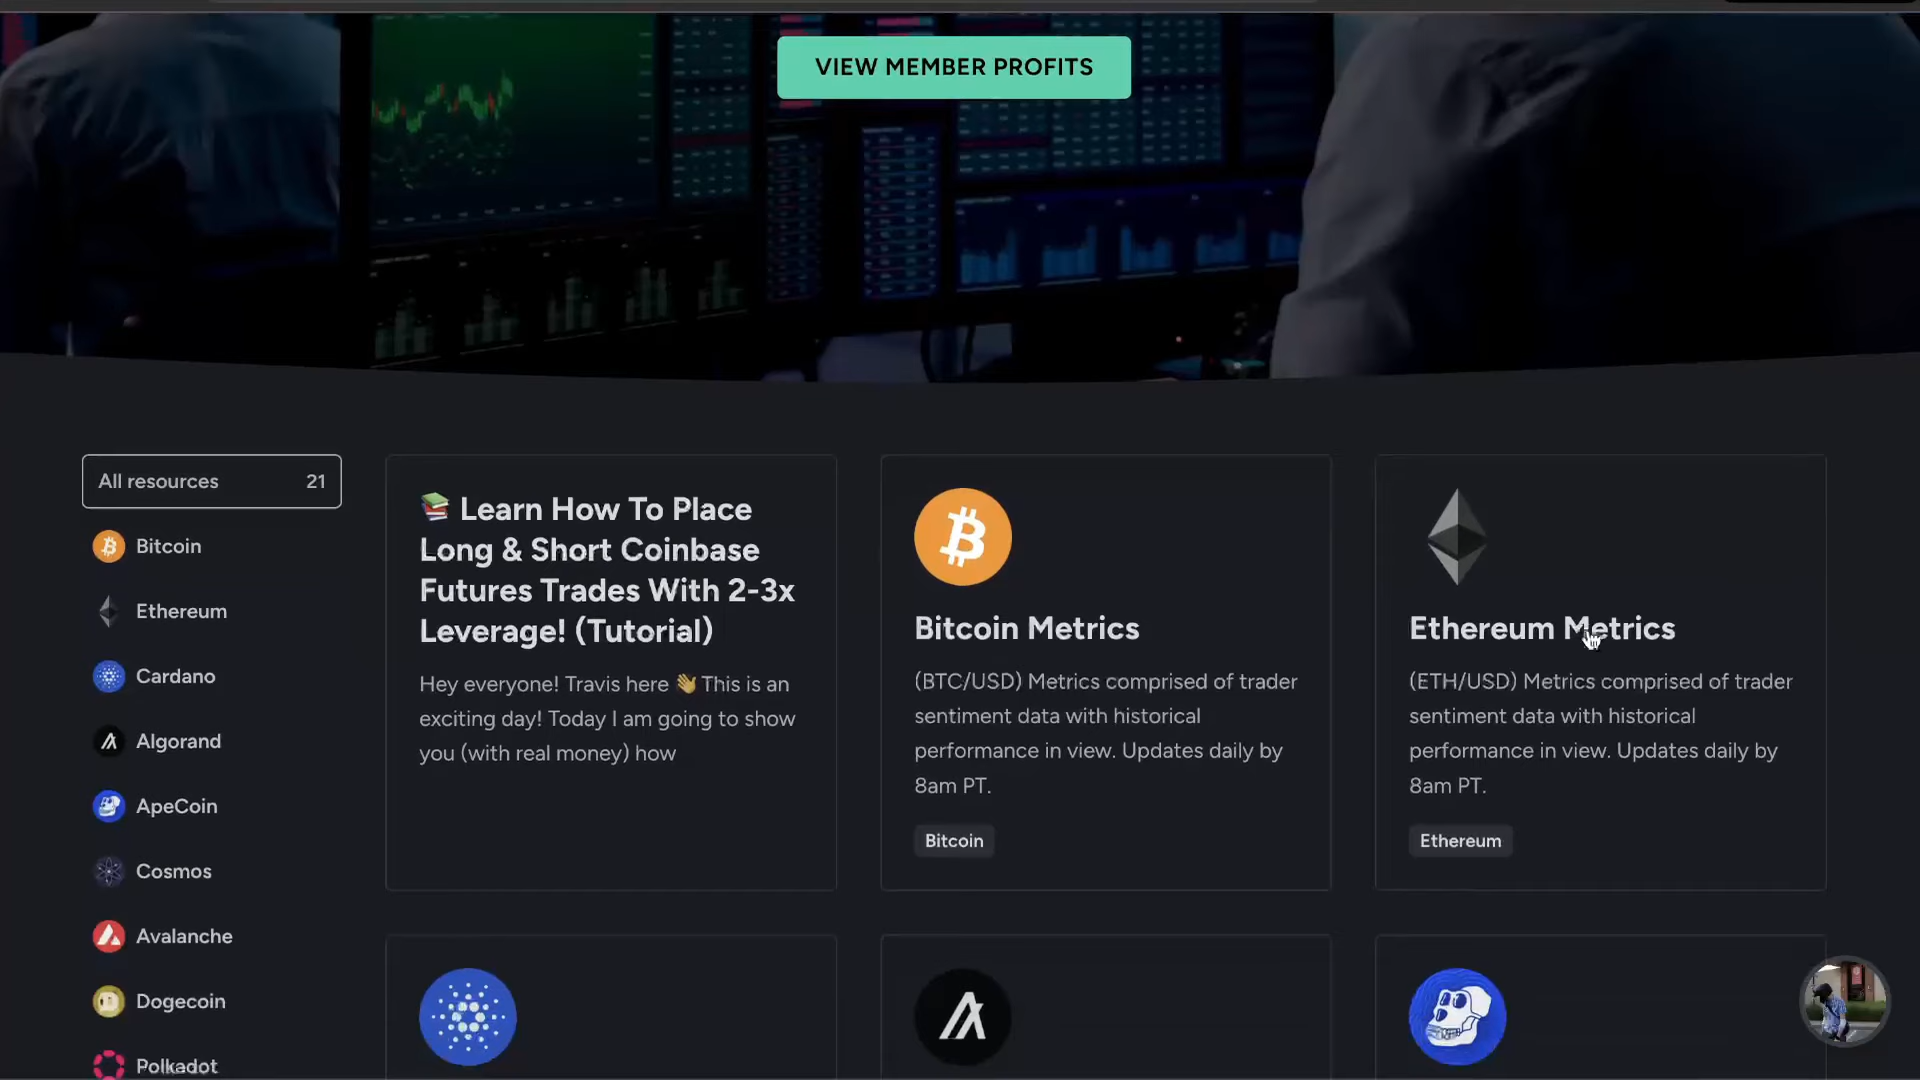 VIEW MEMBER PROFITS
All resources 21
Bitcoin
Ethereum
Cardano
Algorand
ApeCoin
Cosmos
Avalanche
Dogecoin
Polkadot
📚 Learn How To Place
Long & Short Coinbase
Futures Trades With 2-3x
Leverage! (Tutorial)
Hey everyone! Travis here 👋 This is an
exciting day! Today I am going to show
you (with real money) how
Bitcoin Metrics
(BTC/USD) Metrics comprised of trader
sentiment data with historical
performance in view. Updates daily by
8am PT.
Bitcoin
Ethereum Metrics
(ETH/USD) Metrics comprised of trader
sentiment data with historical
performance in view. Updates daily by
8am PT.
Ethereum